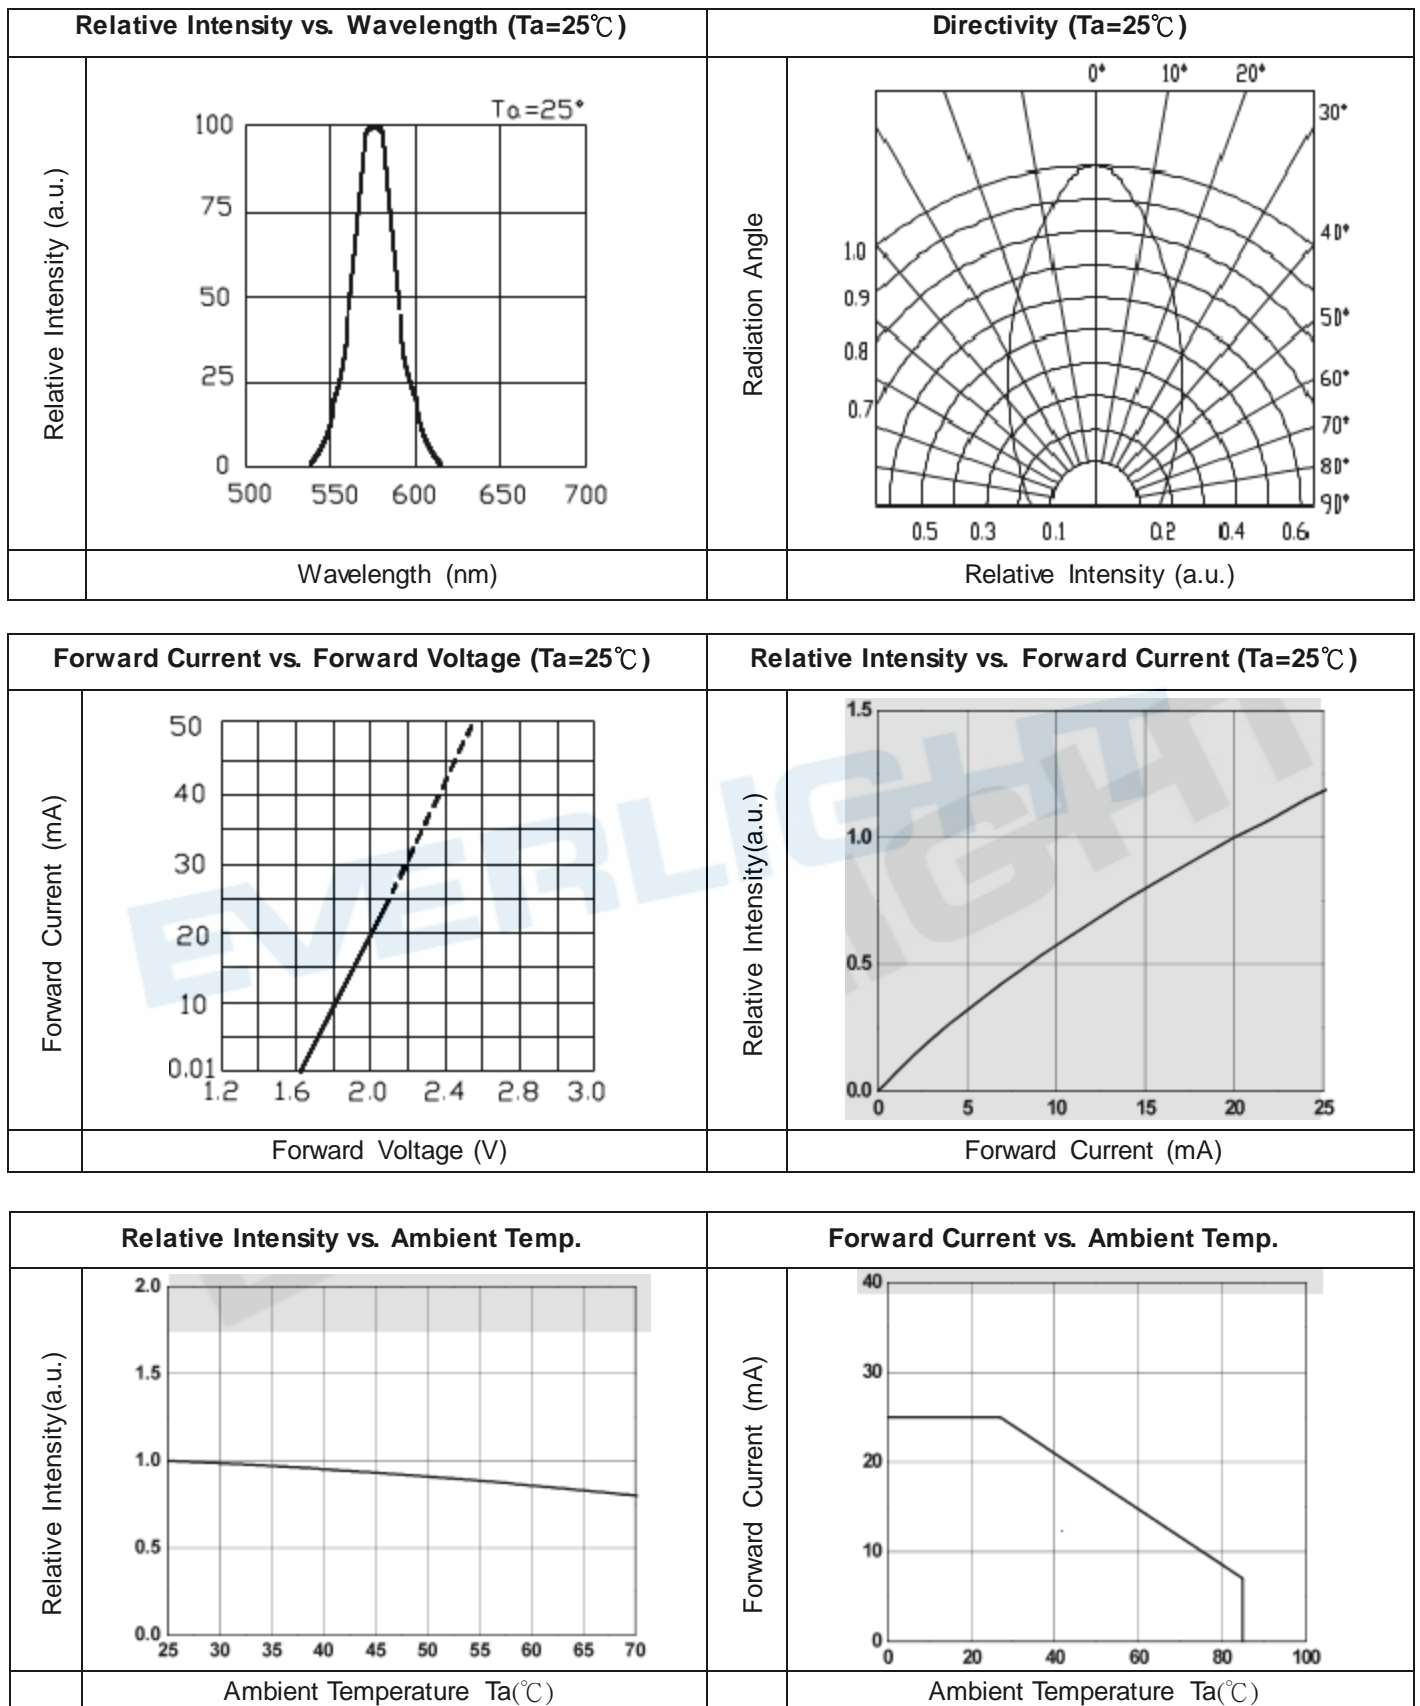 Relative Intensity vs. Wavelength (Ta=25℃)
Directivity (Ta=25℃)
Relative Intensity (a.u.)
Ta=25°
100
75
50
25
0
500 550 600 650 700
Wavelength (nm)
Radiation Angle
0° 10° 20°
30°
40°
50°
60°
70°
80°
90°
1.0
0.9
0.8
0.7
0.5 0.3 0.1 0.2 0.4 0.6
Relative Intensity (a.u.)
Forward Current vs. Forward Voltage (Ta=25℃)
Relative Intensity vs. Forward Current (Ta=25℃)
Forward Current (mA)
50
40
30
20
10
0.01
1.2 1.6 2.0 2.4 2.8 3.0
Forward Voltage (V)
Relative Intensity(a.u.)
1.5
1.0
0.5
0.0
0 5 10 15 20 25
Forward Current (mA)
EVERLIGHT
Relative Intensity vs. Ambient Temp.
Forward Current vs. Ambient Temp.
Relative Intensity(a.u.)
2.0
1.5
1.0
0.5
0.0
25 30 35 40 45 50 55 60 65 70
Ambient Temperature Ta(℃)
Forward Current (mA)
40
30
20
10
0
0 20 40 60 80 100
Ambient Temperature Ta(℃)